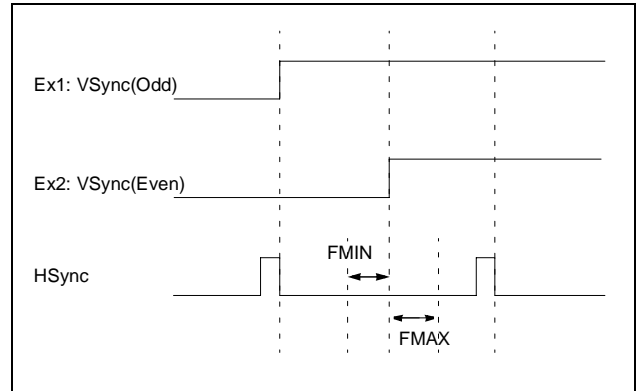 Ex1: VSync(Odd)
Ex2: VSync(Even)
FMIN
HSync
FMAX